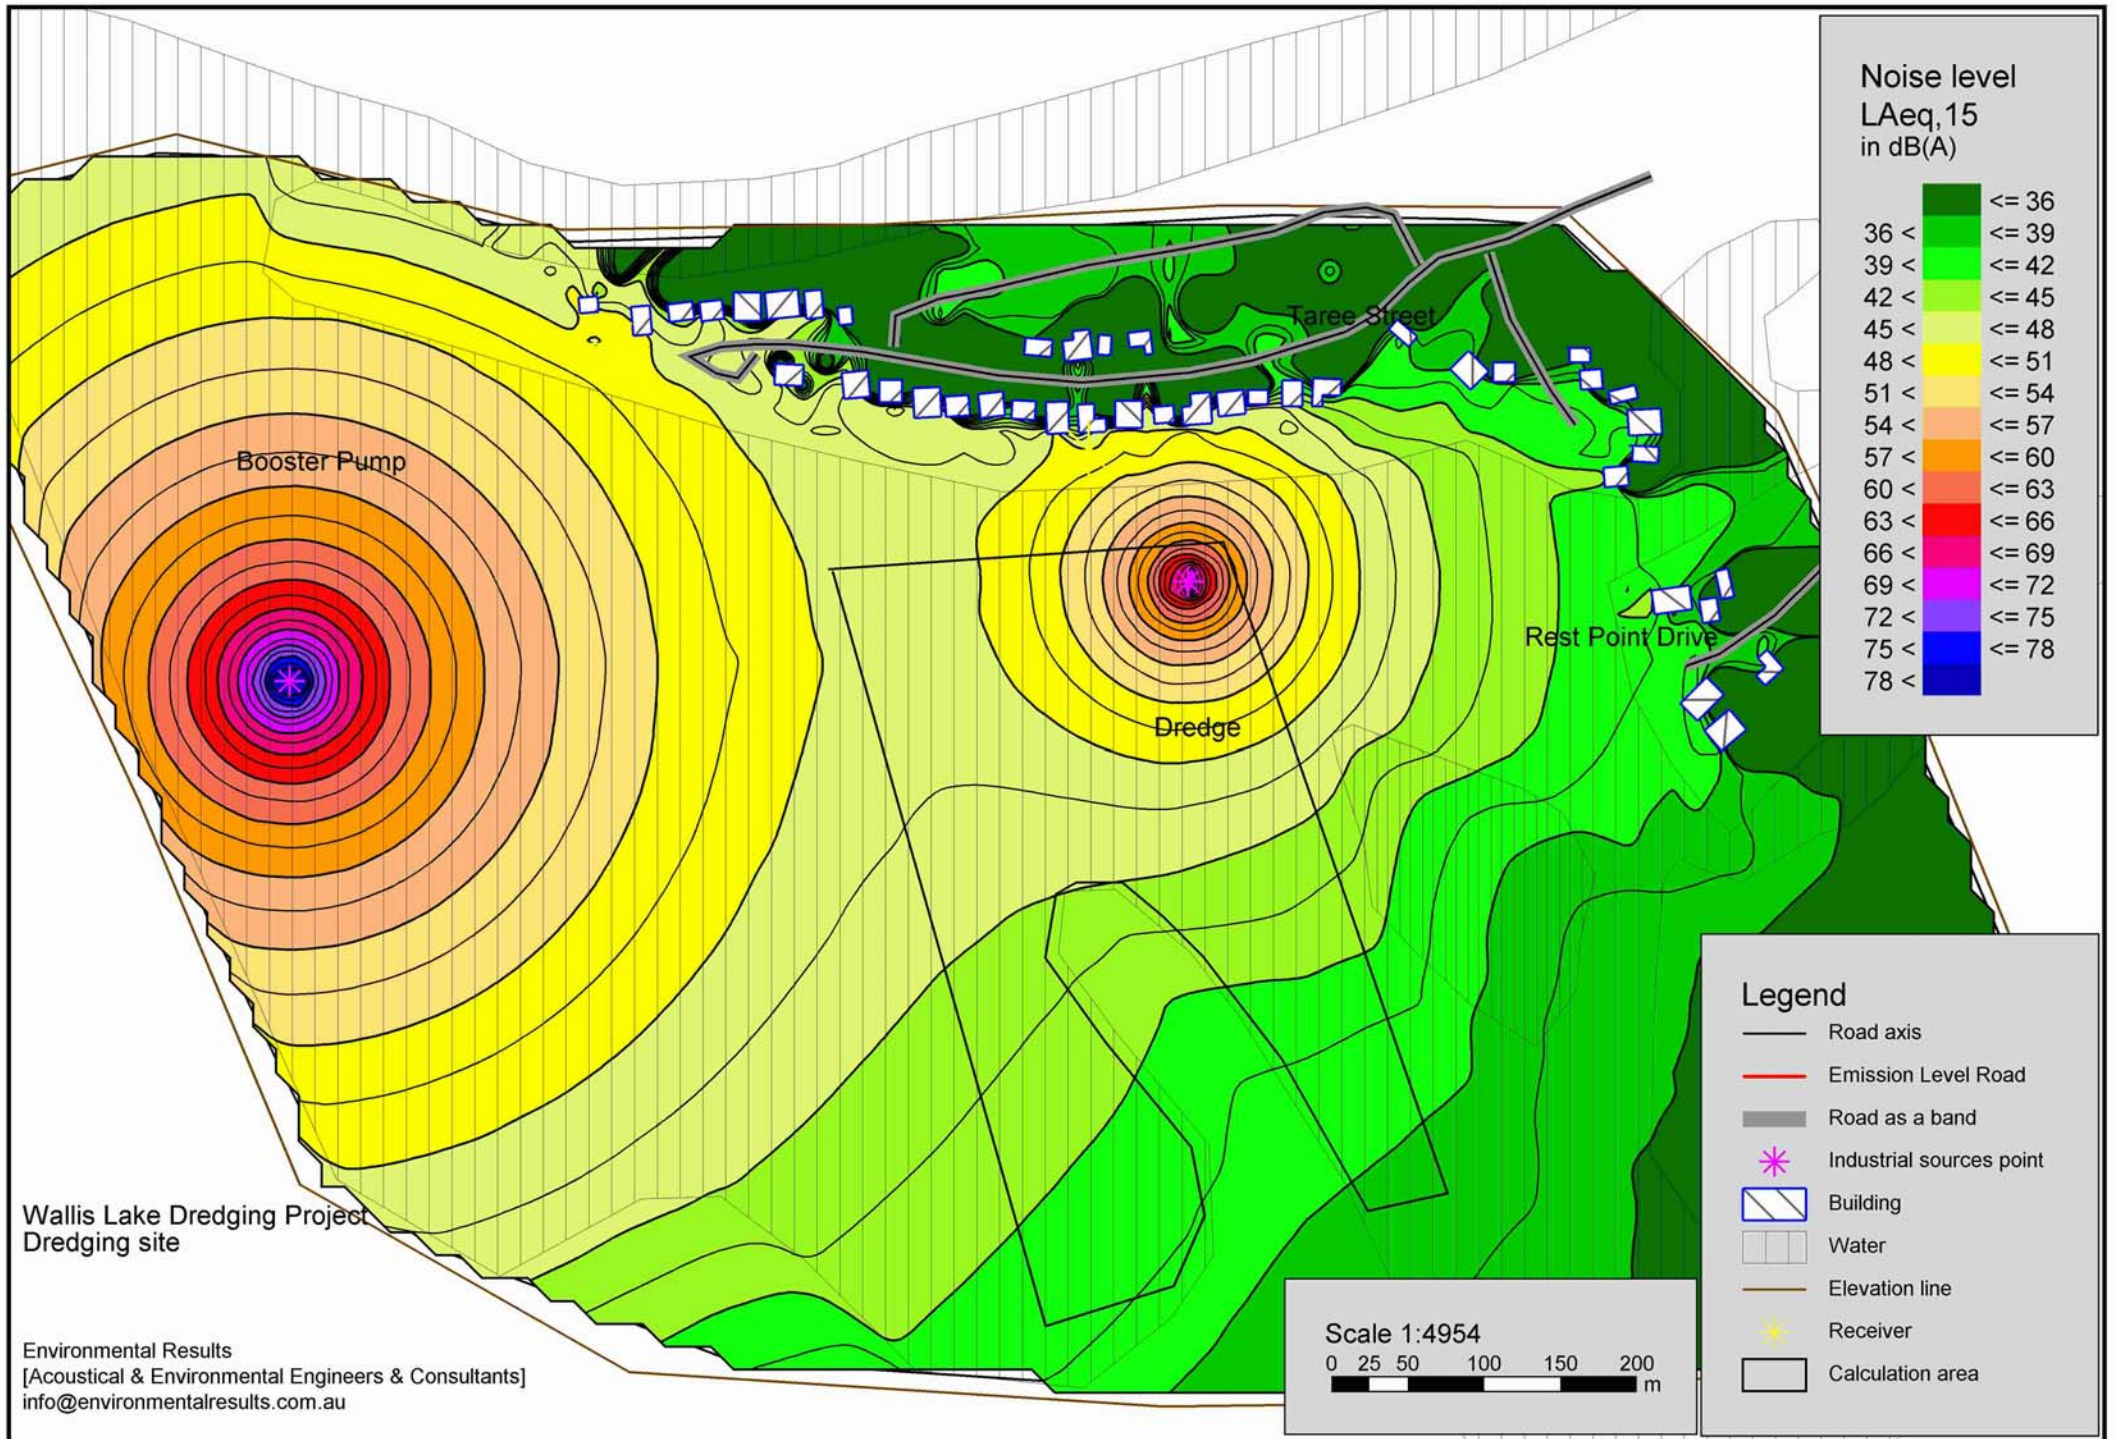 Noise level
LAeq,15
in dB(A)
<= 36
36 < <= 39
39 < <= 42
42 < <= 45
45 < <= 48
48 < <= 51
51 < <= 54
54 < <= 57
57 < <= 60
60 < <= 63
63 < <= 66
66 < <= 69
69 < <= 72
72 < <= 75
75 < <= 78
78 <
Taree Street
Booster Pump
Rest Point Drive
Dredge
Legend
Road axis
Emission Level Road
Road as a band
Industrial sources point
Building
Water
Elevation line
Receiver
Calculation area
Wallis Lake Dredging Project
Dredging site
Scale 1:4954
0 25 50 100 150 200
m
Environmental Results
[Acoustical & Environmental Engineers & Consultants]
info@environmentalresults.com.au